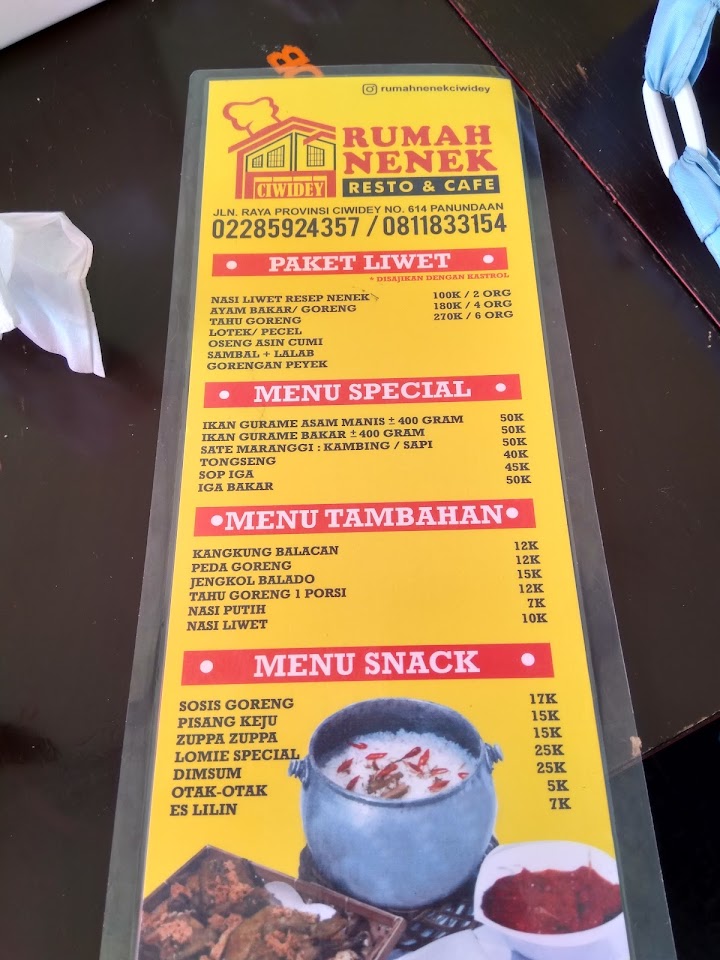 rumahnenekciwidey
CIWIDEY
RUMAH
NENEK
RESTO & CAFE
JLN. RAYA PROVINSI CIWIDEY NO. 614 PANUNDAAN
02285924357 / 0811833154
PAKET LIWET
* DISAJIKAN DENGAN KASTROL
NASI LIWET RESEP NENEK 100K / 2 ORG
AYAM BAKAR/ GORENG 180K / 4 ORG
TAHU GORENG 270K / 6 ORG
LOTEK/ PECEL
OSENG ASIN CUMI
SAMBAL + LALAB
GORENGAN PEYEK
MENU SPECIAL
IKAN GURAME ASAM MANIS ± 400 GRAM 50K
IKAN GURAME BAKAR ± 400 GRAM 50K
SATE MARANGGI : KAMBING / SAPI 50K
TONGSENG 40K
SOP IGA 45K
IGA BAKAR 50K
MENU TAMBAHAN
KANGKUNG BALACAN 12K
PEDA GORENG 12K
JENGKOL BALADO 15K
TAHU GORENG 1 PORSI 12K
NASI PUTIH 7K
NASI LIWET 10K
MENU SNACK
SOSIS GORENG 17K
PISANG KEJU 15K
ZUPPA ZUPPA 15K
LOMIE SPECIAL 25K
DIMSUM 25K
OTAK-OTAK 5K
ES LILIN 7K